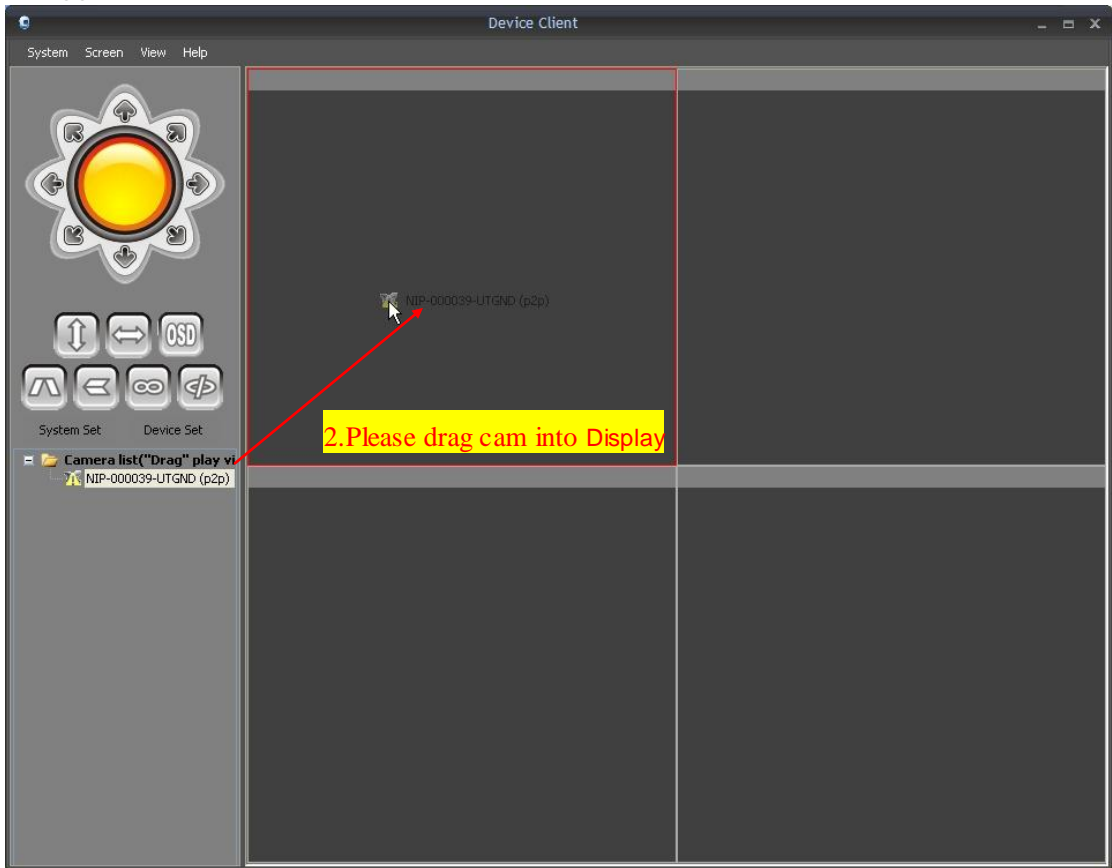 Device Client
System Screen View Help
NIP-000039-UTGND (p2p)
OSD
System Set Device Set
2.Please drag cam into Display
Camera list("Drag" play vi
NIP-000039-UTGND (p2p)